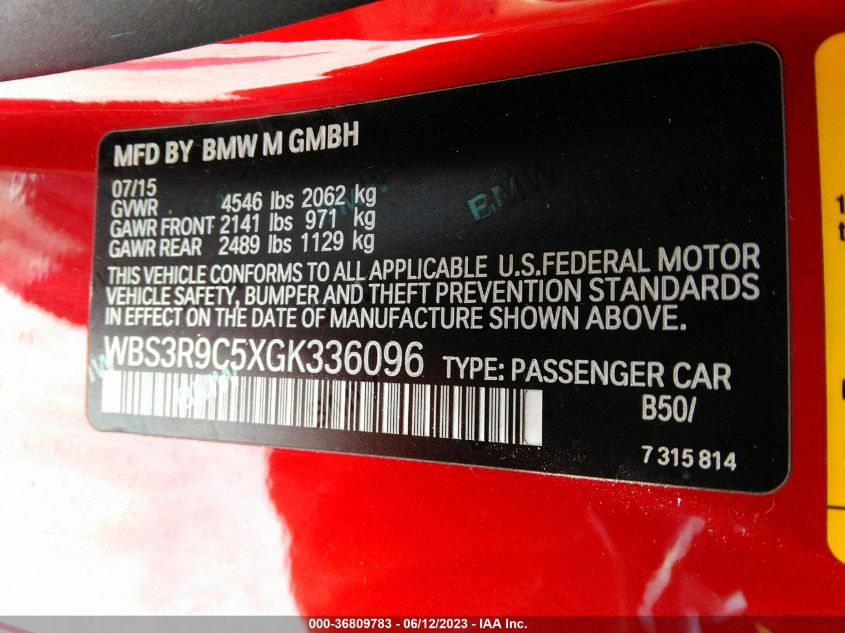 MFD BY BMW M GMBH
07/15
GVWR 4546 lbs 2062 kg
GAWR FRONT 2141 lbs 971 kg
GAWR REAR 2489 lbs 1129 kg
THIS VEHICLE CONFORMS TO ALL APPLICABLE U.S.FEDERAL MOTOR
VEHICLE SAFETY, BUMPER AND THEFT PREVENTION STANDARDS
IN EFFECT ON THE DATE OF MANUFACTURE SHOWN ABOVE.
WBS3R9C5XGK336096 TYPE: PASSENGER CAR
B50/
7 315 814
BMW
000-36809783 - 06/12/2023 - IAA Inc.